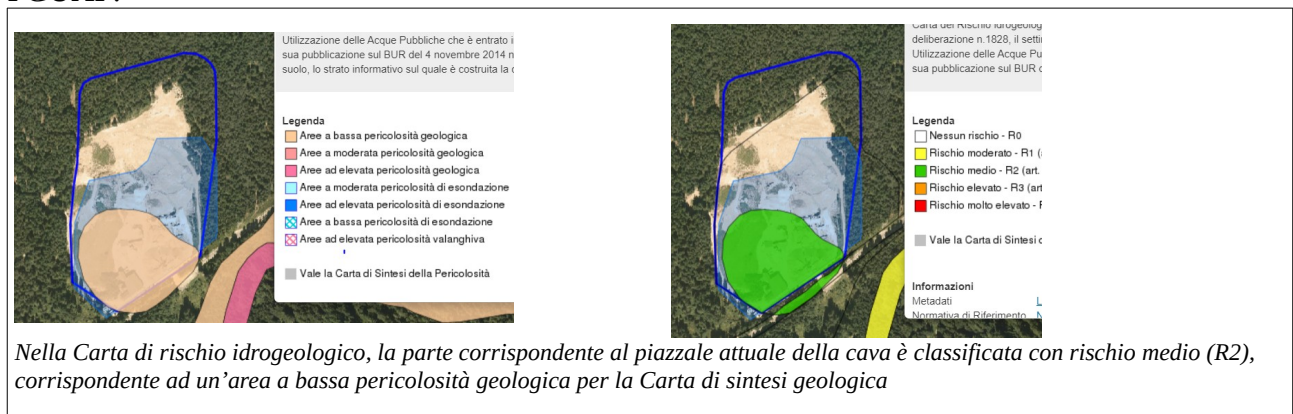 Utilizzazione delle Acque Pubbliche che è entrato
sua pubblicazione sul BUR del 4 novembre 2014
suolo, lo strato informativo sul quale è costruita la
Legenda
Aree a bassa pericolosità geologica
Aree a moderata pericolosità geologica
Aree ad elevata pericolosità geologica
Aree a moderata pericolosità di esondazione
Aree ad elevata pericolosità di esondazione
Aree a bassa pericolosità di esondazione
Aree ad elevata pericolosità valanghiva
Vale la Carta di Sintesi della Pericolosità
Carta del Rischio
deliberazione n.1828, il
Utilizzazione delle Acque
sua pubblicazione sul BUR
Legenda
Nessun rischio - R0
Rischio moderato - R1 (
Rischio medio - R2 (art.
Rischio elevato - R3 (art
Rischio molto elevato -
Vale la Carta di Sintesi
Informazioni
Metadati
Normativa di Riferimento
Nella Carta di rischio idrogeologico, la parte corrispondente al piazzale attuale della cava è classificata con rischio medio (R2),
corrispondente ad un’area a bassa pericolosità geologica per la Carta di sintesi geologica